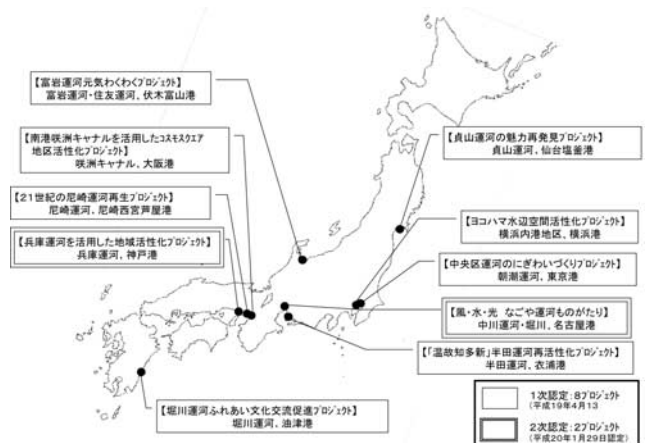 【富岩運河元気わくわくプロジェクト】
富岩運河・住友運河、伏木富山港
【南港咲洲キャナルを活用したコスモスクエア
地区活性化プロジェクト】
咲洲キャナル、大阪港
【21世紀の尼崎運河再生プロジェクト】
尼崎運河、尼崎西宮芦屋港
【兵庫運河を活用した地域活性化プロジェクト】
兵庫運河、神戸港
【貞山運河の魅力再発見プロジェクト】
貞山運河、仙台塩釜港
【ヨコハマ水辺空間活性化プロジェクト】
横浜内港地区、横浜港
【中央区運河のにぎわいづくりプロジェクト】
朝潮運河、東京港
【風・水・光 なごや運河ものがたり】
中川運河・堀川、名古屋港
【「温故知多新」半田運河再活性化プロジェクト】
半田運河、衣浦港
【堀川運河ふれあい文化交流促進プロジェクト】
堀川運河、油津港
1次認定：8プロジェクト
（平成19年4月13
2次認定：2プロジェクト
（平成20年1月29日認定）